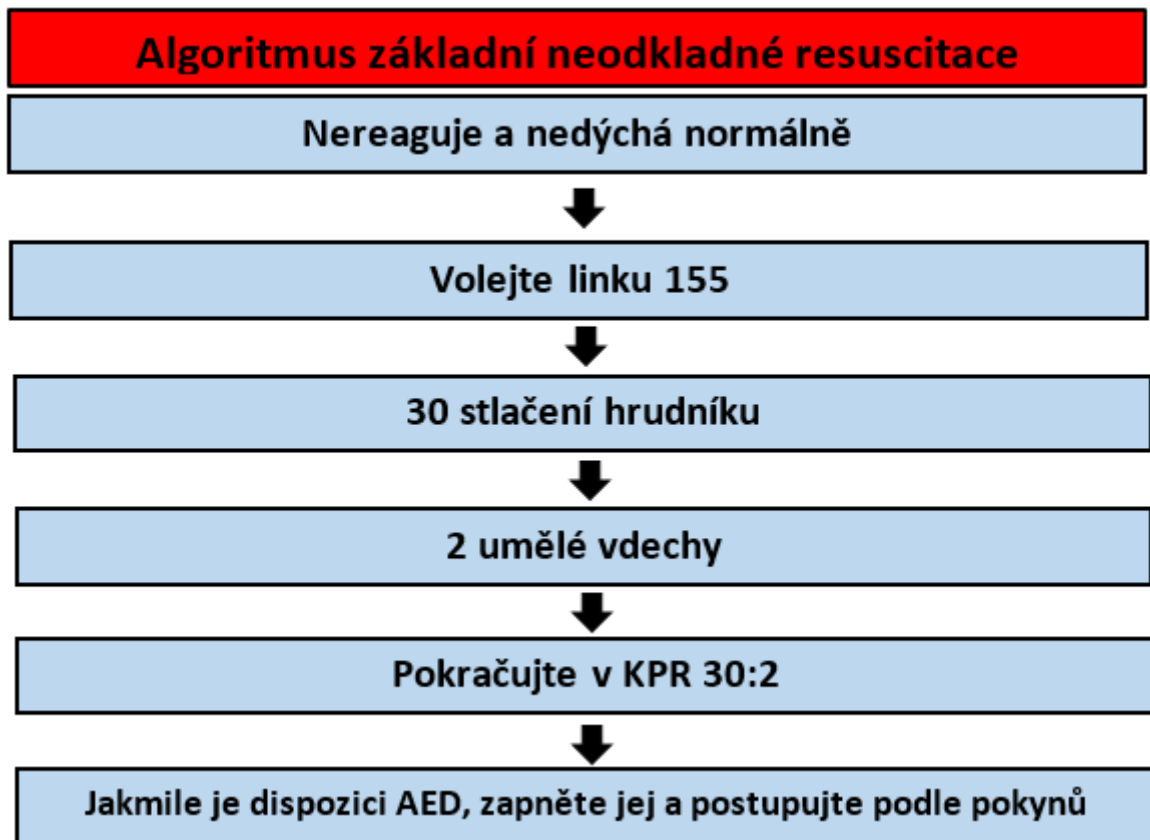 Algoritmus základní neodkladné resuscitace
Nereaguje a nedýchá normálně
Volejte linku 155
30 stlačení hrudníku
2 umělé vdechy
Pokračujte v KPR 30:2
Jakmile je dispozici AED, zapněte jej a postupujte podle pokynů